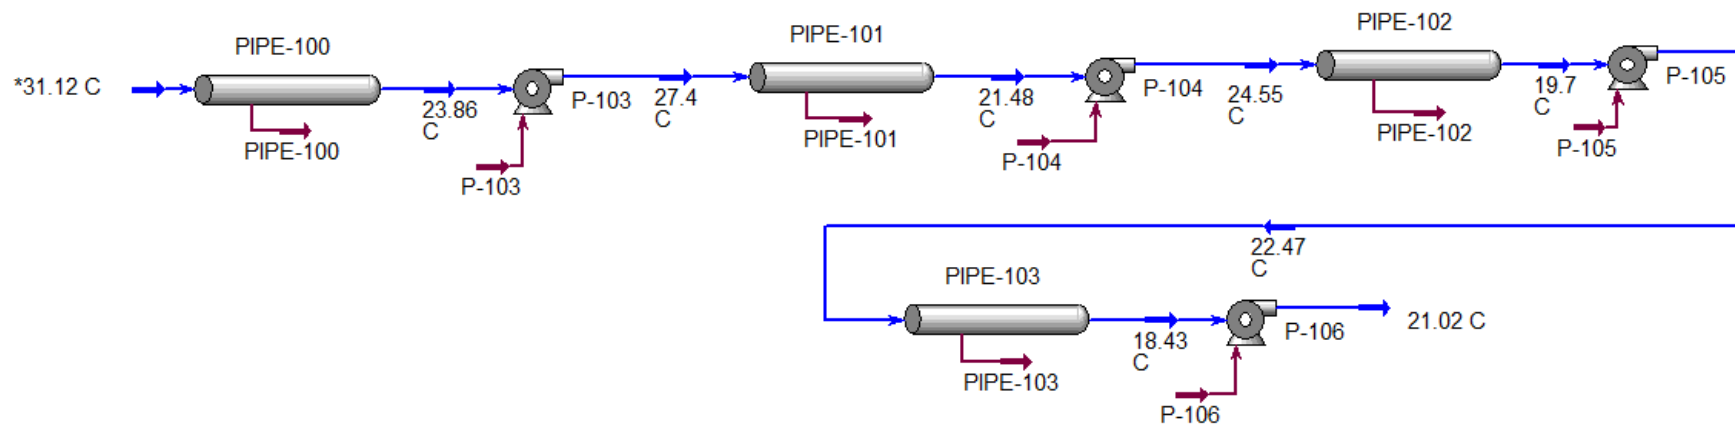 PIPE-100
PIPE-101
PIPE-102
*31.12 C
23.86
C
P-103
27.4
C
21.48
C
P-104
24.55
C
19.7
C
P-105
PIPE-100
P-103
PIPE-101
P-104
PIPE-102
P-105
22.47
C
PIPE-103
18.43
C
P-106
21.02 C
PIPE-103
P-106